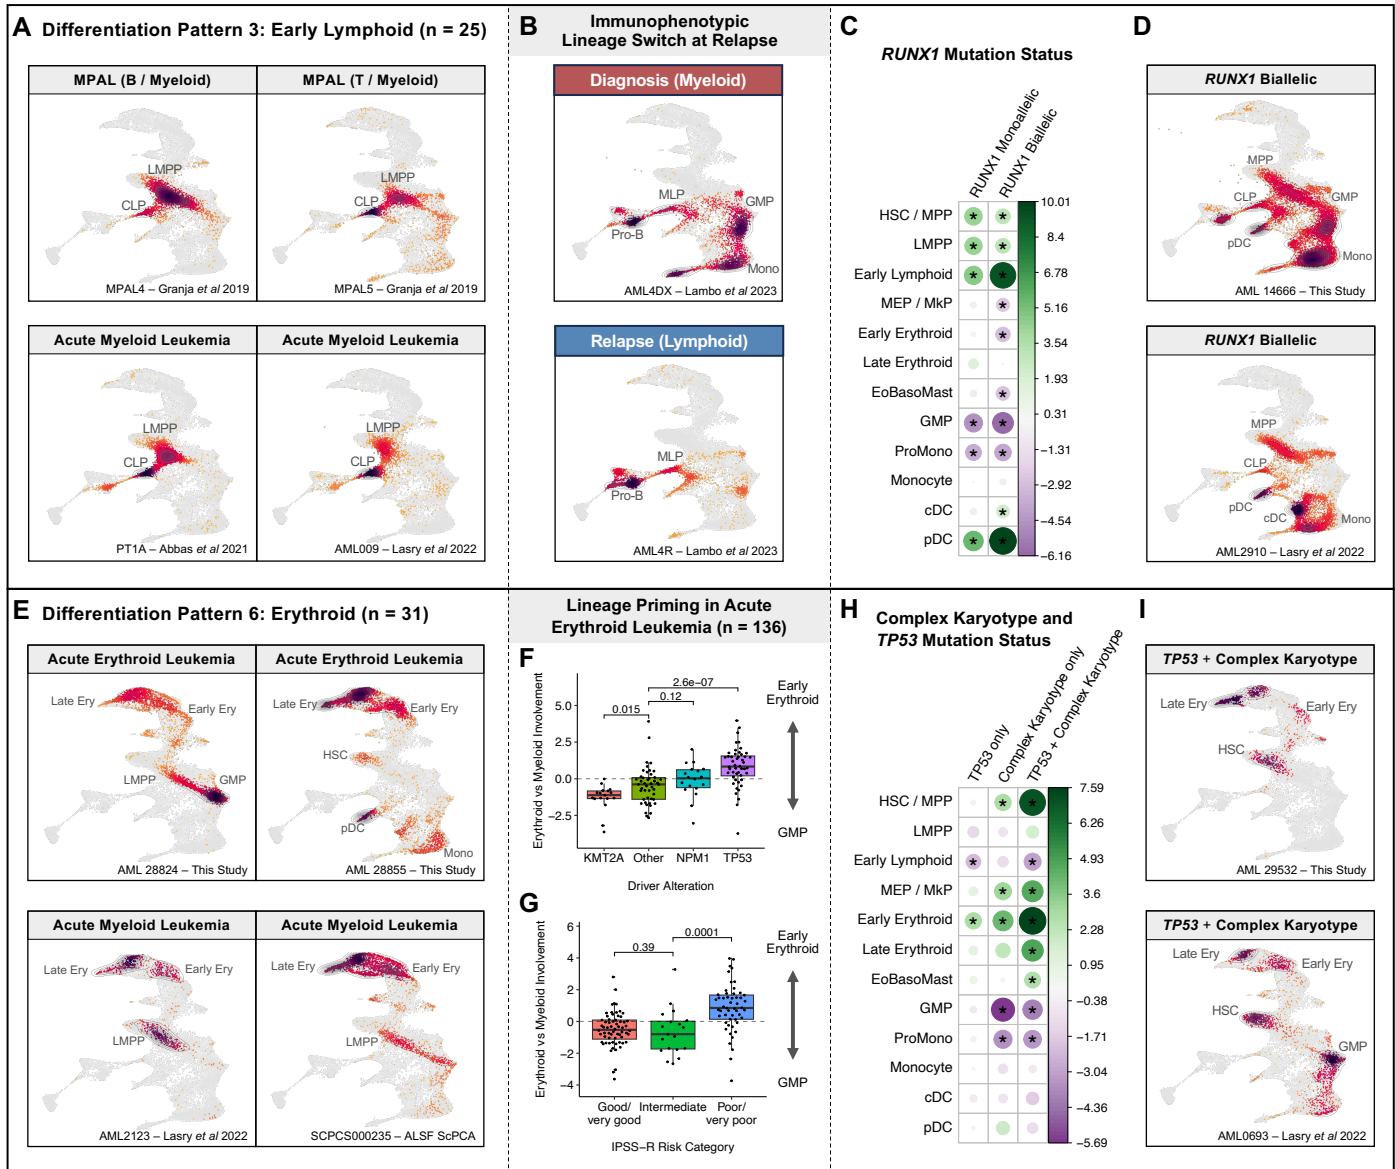 A Differentiation Pattern 3: Early Lymphoid (n = 25)
MPAL (B / Myeloid)
LMPP
CLP
MPAL4 – Granja et al 2019
MPAL (T / Myeloid)
LMPP
CLP
MPAL5 – Granja et al 2019
Acute Myeloid Leukemia
LMPP
CLP
PT1A – Abbas et al 2021
Acute Myeloid Leukemia
LMPP
CLP
AML009 – Lasry et al 2022
B Immunophenotypic
Lineage Switch at Relapse
Diagnosis (Myeloid)
MLP
GMP
Pro-B
Mono
AML4DX – Lambo et al 2023
Relapse (Lymphoid)
MLP
Pro-B
AML4R – Lambo et al 2023
C
RUNX1 Mutation Status
RUNX1 Monoallelic
RUNX1 Biallelic
HSC / MPP
LMPP
Early Lymphoid
MEP / MkP
Early Erythroid
Late Erythroid
EoBasoMast
GMP
ProMono
Monocyte
cDC
pDC
10.01
8.4
6.78
5.16
3.54
1.93
0.31
−1.31
−2.92
−4.54
−6.16
D
RUNX1 Biallelic
MPP
CLP
GMP
pDC
Mono
AML 14666 – This Study
RUNX1 Biallelic
MPP
CLP
pDC
cDC
Mono
AML2910 – Lasry et al 2022
E Differentiation Pattern 6: Erythroid (n = 31)
Acute Erythroid Leukemia
Late Ery
Early Ery
LMPP
GMP
AML 28824 – This Study
Acute Erythroid Leukemia
Late Ery
Early Ery
HSC
pDC
Mono
AML 28855 – This Study
Acute Myeloid Leukemia
Late Ery
Early Ery
LMPP
AML2123 – Lasry et al 2022
Acute Myeloid Leukemia
Late Ery
Early Ery
LMPP
SCPCS000235 – ALSF ScPCA
Lineage Priming in Acute
Erythroid Leukemia (n = 136)
F
Erythroid vs Myeloid Involvement
5.0
2.5
0.0
−2.5
2.6e−07
0.12
0.015
KMT2A
Other
NPM1
TP53
Driver Alteration
Early
Erythroid
GMP
G
Erythroid vs Myeloid Involvement
6
4
2
0
−2
−4
0.0001
0.39
Good/
very good
Intermediate
Poor/
very poor
IPSS−R Risk Category
Early
Erythroid
GMP
H Complex Karyotype and
TP53 Mutation Status
TP53 only
Complex Karyotype only
TP53 + Complex Karyotype
HSC / MPP
LMPP
Early Lymphoid
MEP / MkP
Early Erythroid
Late Erythroid
EoBasoMast
GMP
ProMono
Monocyte
cDC
pDC
7.59
6.26
4.93
3.6
2.28
0.95
−0.38
−1.71
−3.04
−4.36
−5.69
I
TP53 + Complex Karyotype
Late Ery
Early Ery
HSC
AML 29532 – This Study
TP53 + Complex Karyotype
Late Ery
Early Ery
HSC
GMP
AML0693 – Lasry et al 2022